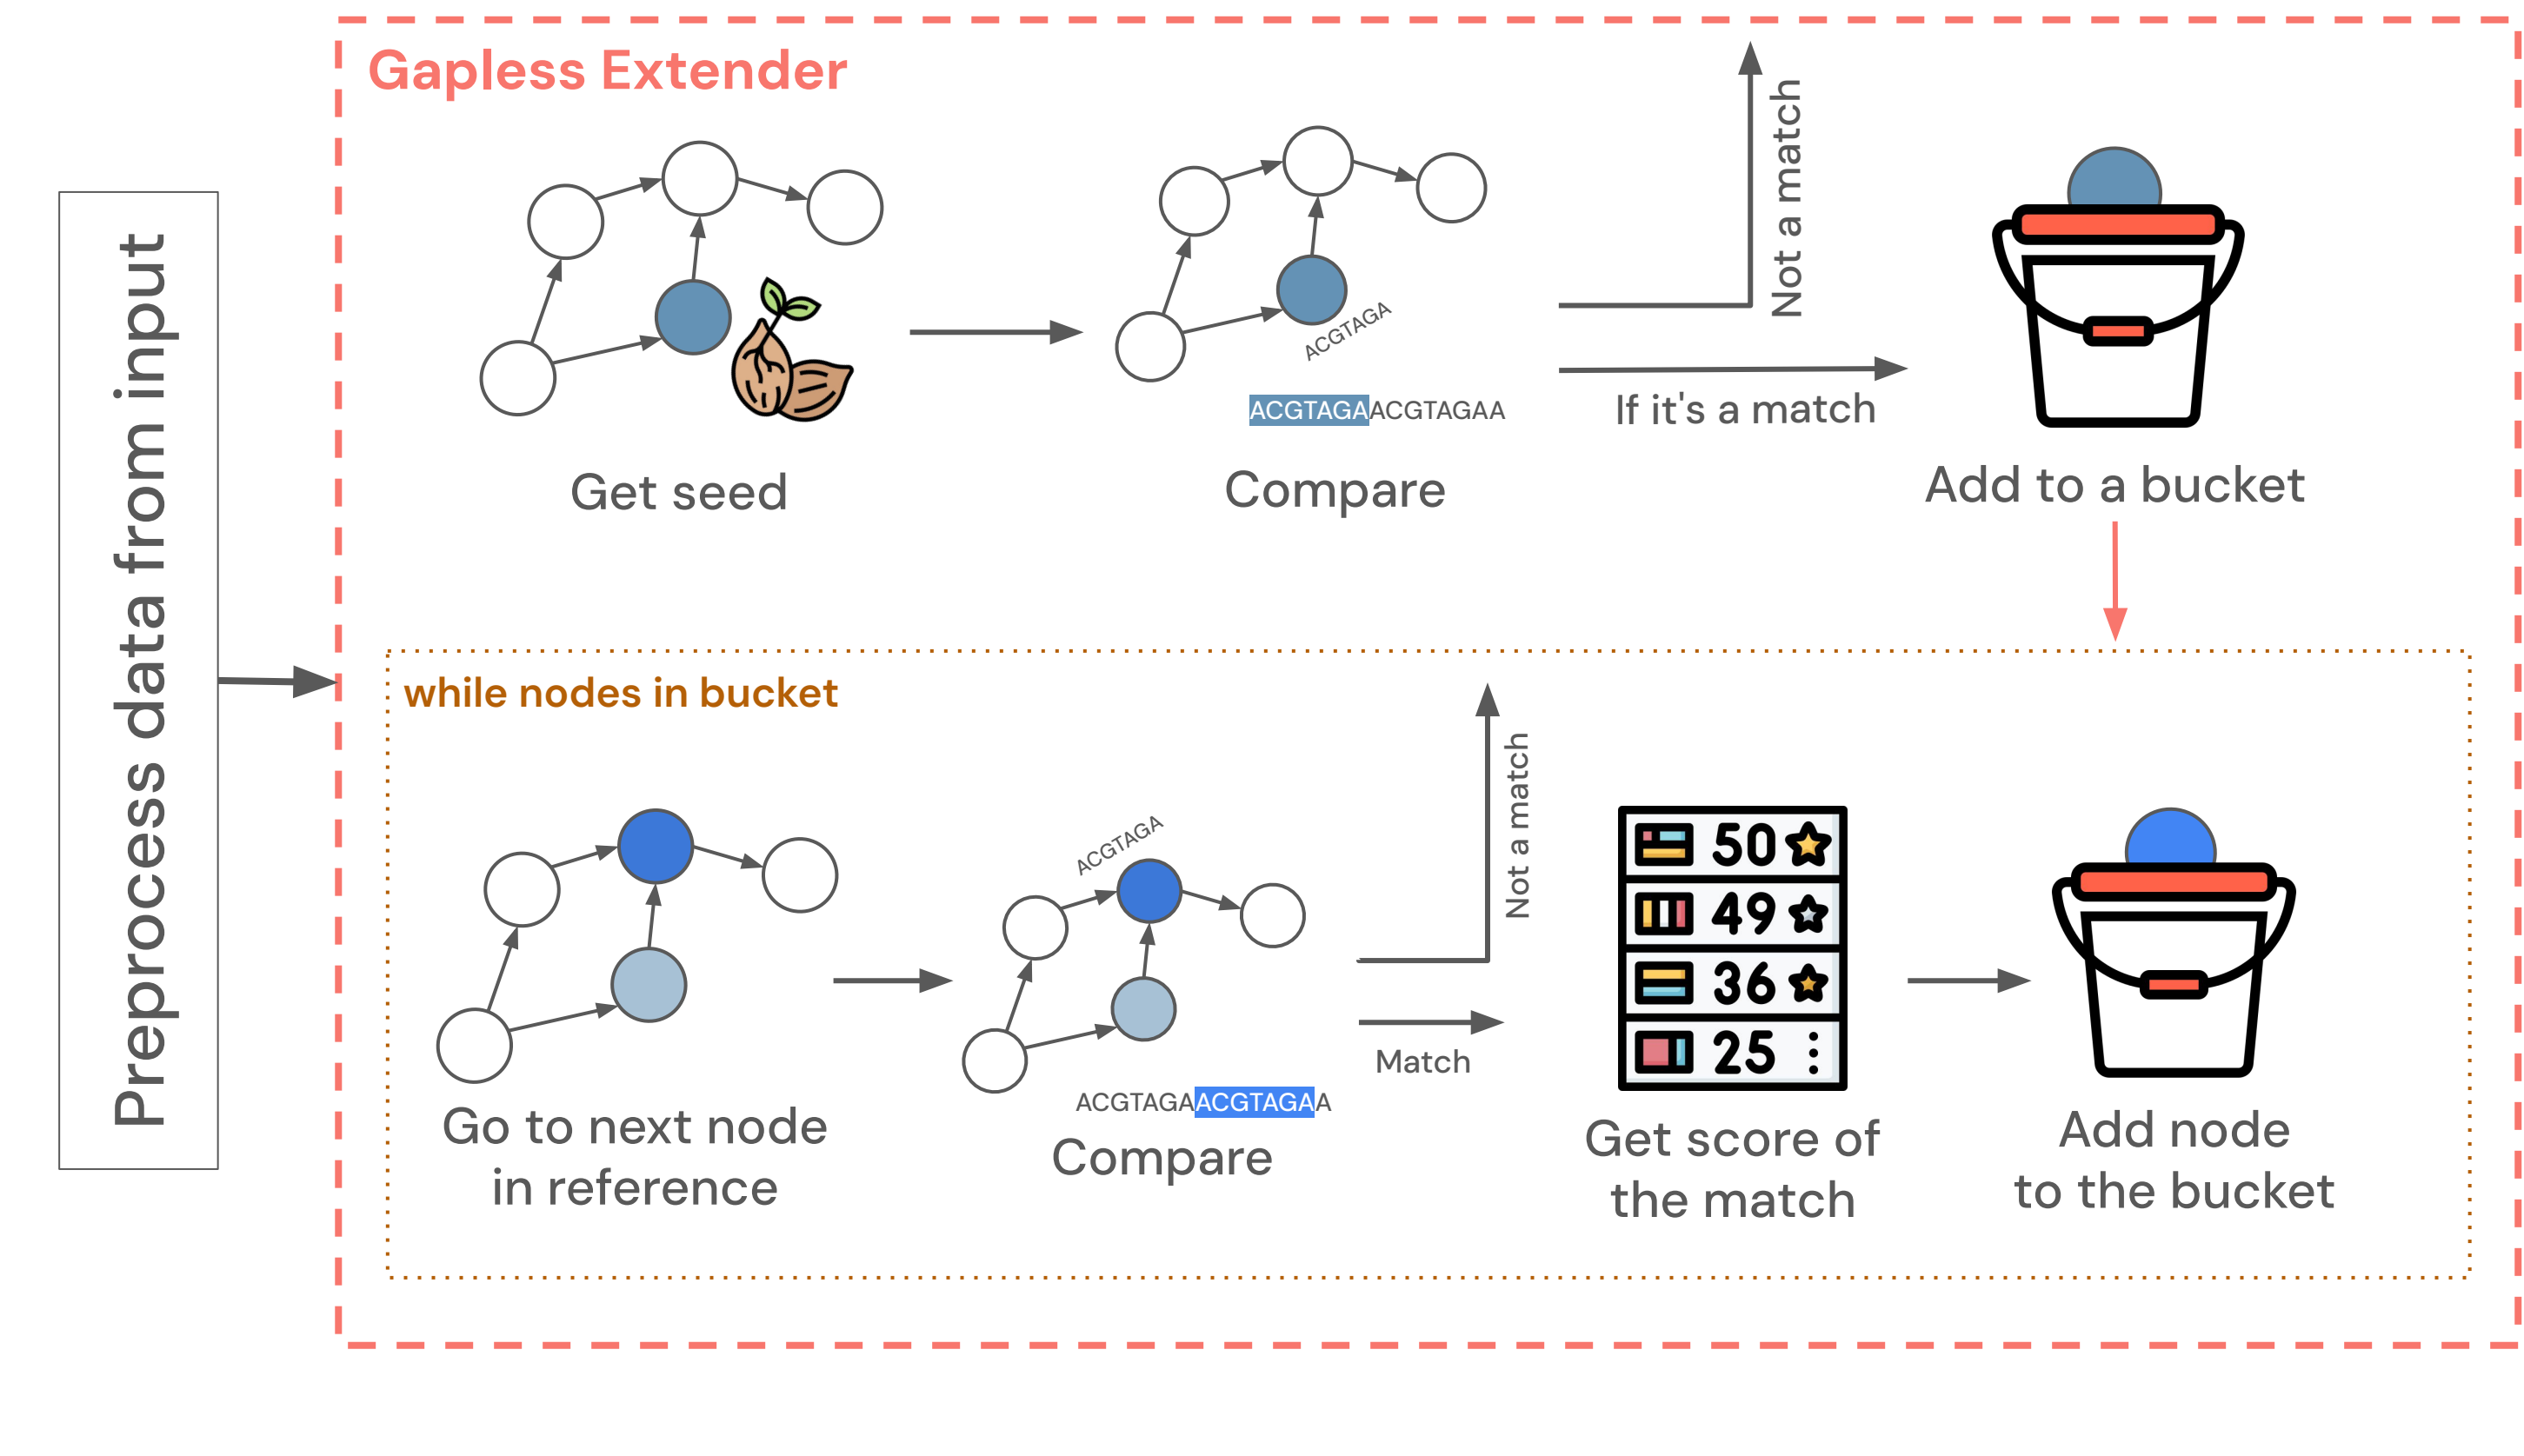 Preprocess data from input
Gapless Extender
Get seed
ACGTAGA
ACGTAGAACGTAGAA
Compare
Not a match
If it's a match
Add to a bucket
while nodes in bucket
Go to next node
in reference
ACGTAGA
ACGTAGAACGTAGAA
Compare
Not a match
Match
50
49
36
25
Get score of
the match
Add node
to the bucket